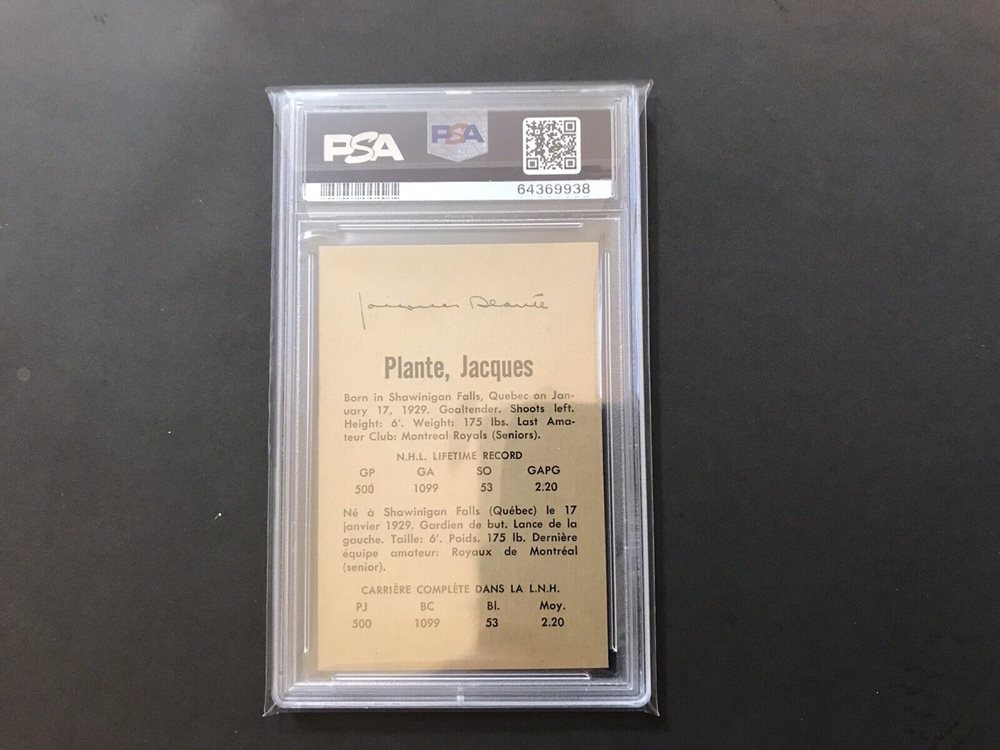 PSA PSA
64369938
Jacques Plante
Plante, Jacques
Born in Shawinigan Falls, Quebec on Jan-
uary 17, 1929. Goaltender. Shoots left.
Height: 6'. Weight: 175 lbs. Last Ama-
teur Club: Montreal Royals (Seniors).
N.H.L. LIFETIME RECORD
GP GA SO GAPG
500 1099 53 2.20
Né à Shawinigan Falls (Québec) le 17
janvier 1929. Gardien de but. Lance de la
gauche. Taille: 6'. Poids. 175 lb. Dernière
équipe amateur: Royaux de Montréal
(senior).
CARRIÈRE COMPLÈTE DANS LA L.N.H.
PJ BC Bl. Moy.
500 1099 53 2.20